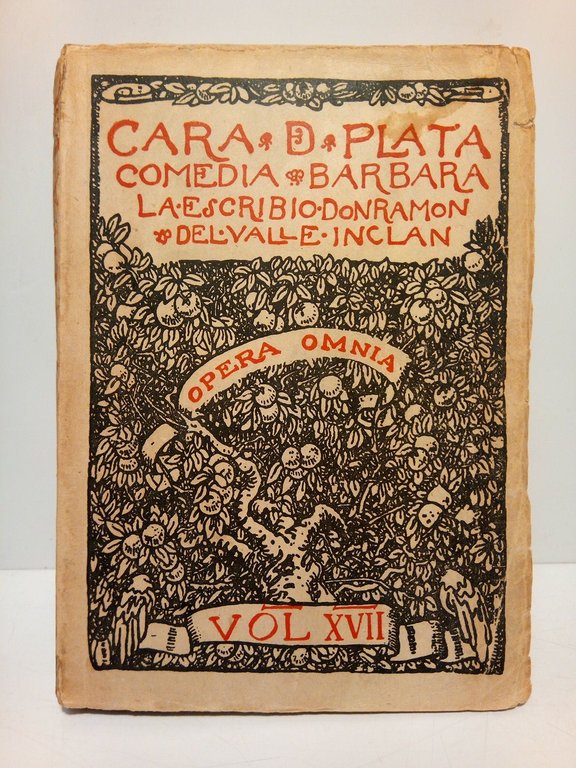 CARA D PLATA
COMEDIA BARBARA
LA·ESCRIBIO·DON RAMON
DEL·VALLE·INCLAN
OPERA OMNIA
VOL XVII